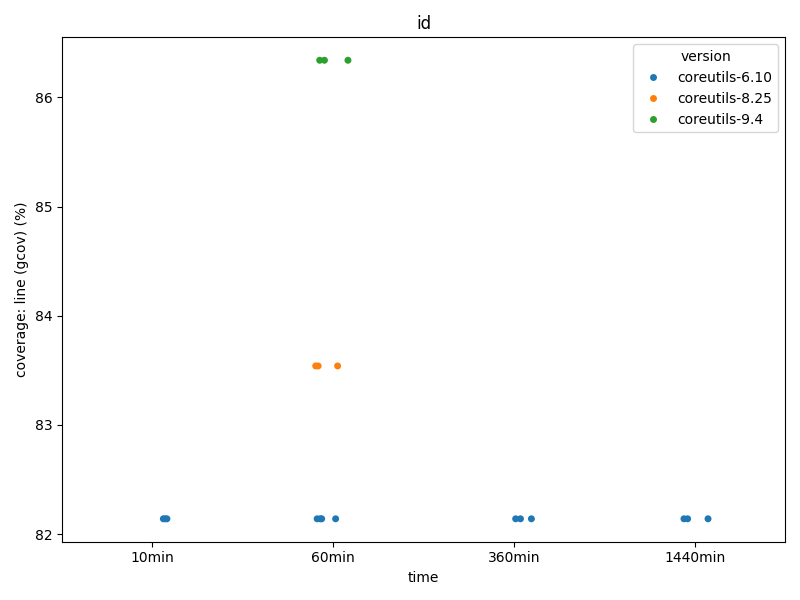 id
version
coreutils-6.10
coreutils-8.25
coreutils-9.4
coverage: line (gcov) (%)
86
85
84
83
82
10min
60min
360min
1440min
time